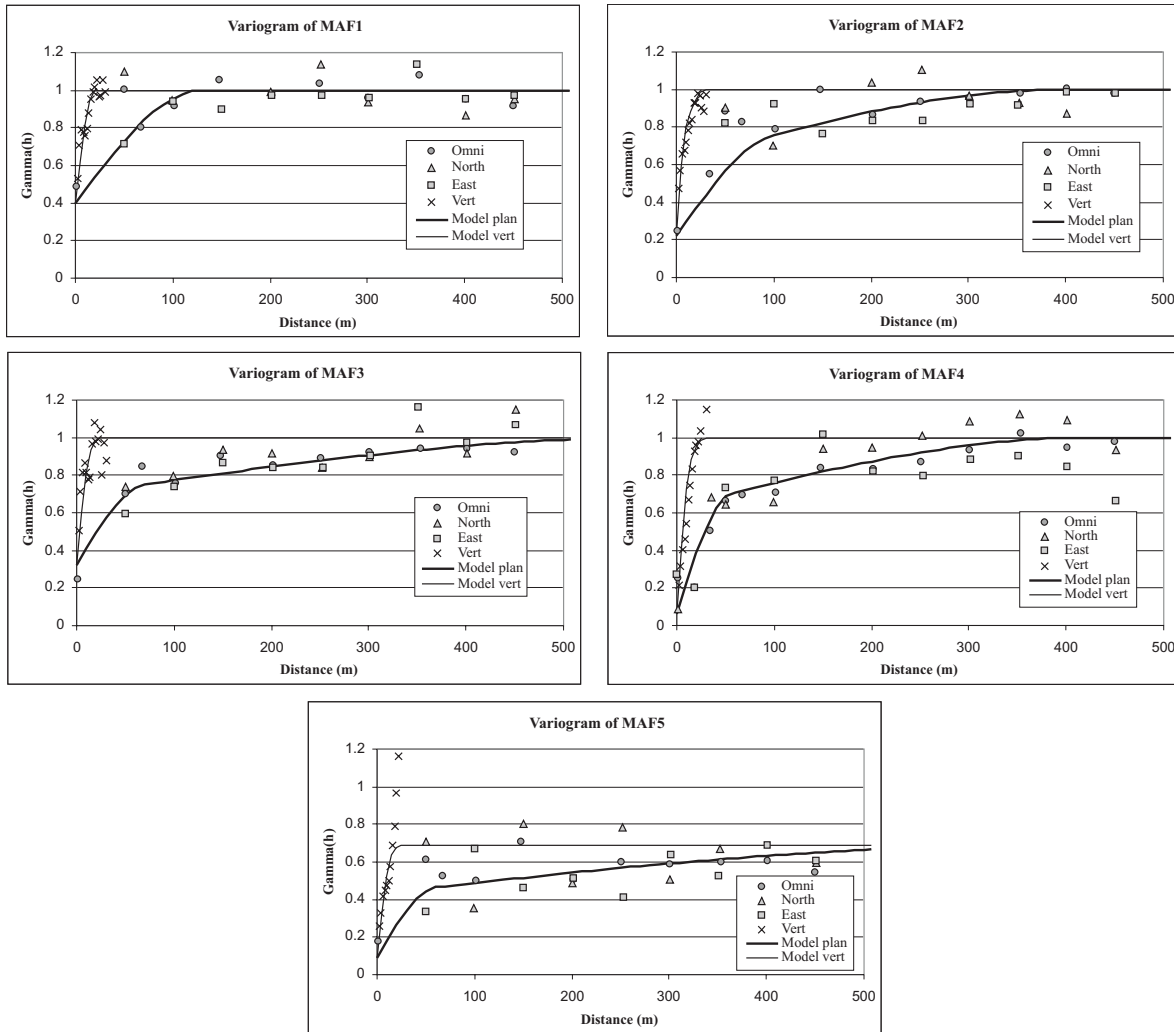 Variogram of MAF1
1.2
1
0.8
0.6
0.4
0.2
0
Gamma(h)
Omni
North
East
Vert
Model plan
Model vert
0 100 200 300 400 500
Distance (m)
Variogram of MAF2
1.2
1
0.8
0.6
0.4
0.2
0
Gamma(h)
Omni
North
East
Vert
Model plan
Model vert
0 100 200 300 400 500
Distance (m)
Variogram of MAF3
1.2
1
0.8
0.6
0.4
0.2
0
Gamma(h)
Omni
North
East
Vert
Model plan
Model vert
0 100 200 300 400 500
Distance (m)
Variogram of MAF4
1.2
1
0.8
0.6
0.4
0.2
0
Gamma(h)
Omni
North
East
Vert
Model plan
Model vert
0 100 200 300 400 500
Distance (m)
Variogram of MAF5
1.2
1
0.8
0.6
0.4
0.2
0
Gamma(h)
Omni
North
East
Vert
Model plan
Model vert
0 100 200 300 400 500
Distance (m)